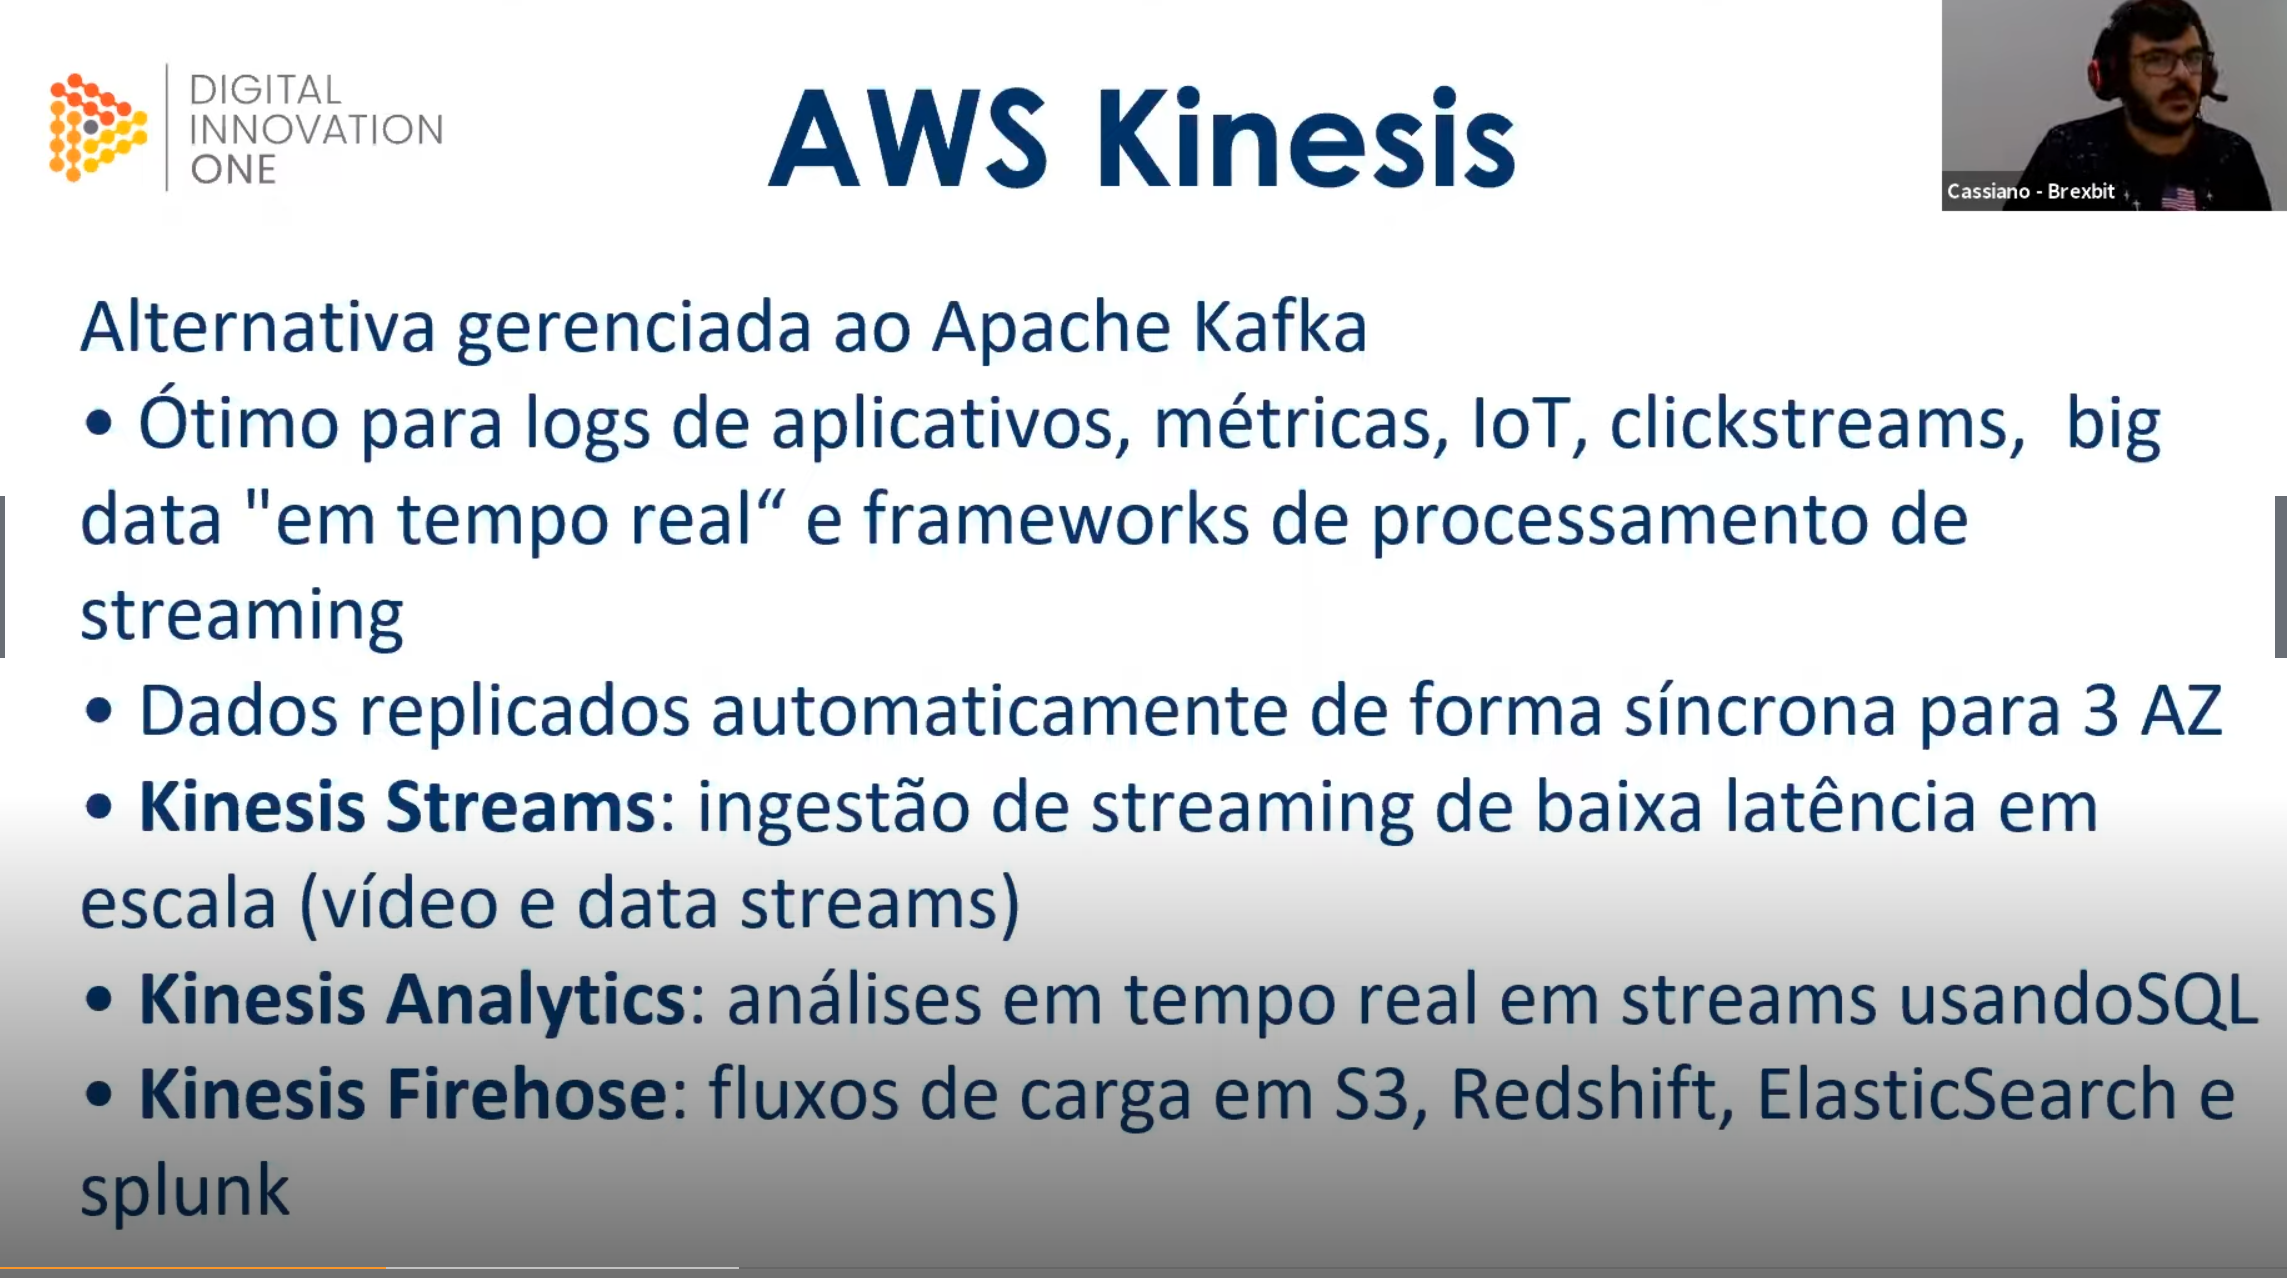 DIGITAL
INNOVATION
ONE
AWS Kinesis
Cassiano - Brexbit
Alternativa gerenciada ao Apache Kafka
• Ótimo para logs de aplicativos, métricas, IoT, clickstreams,  big
data "em tempo real“ e frameworks de processamento de
streaming
• Dados replicados automaticamente de forma síncrona para 3 AZ
• Kinesis Streams: ingestão de streaming de baixa latência em
escala (vídeo e data streams)
• Kinesis Analytics: análises em tempo real em streams usandoSQL
• Kinesis Firehose: fluxos de carga em S3, Redshift, ElasticSearch e
splunk